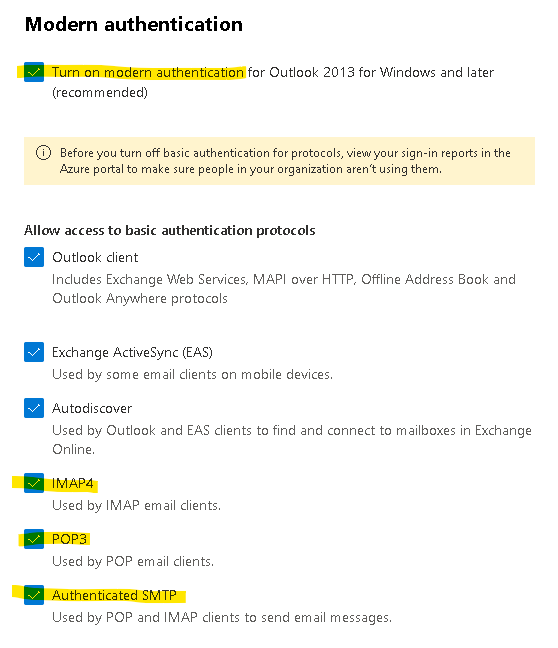 Modern authentication
Turn on modern authentication for Outlook 2013 for Windows and later
(recommended)
Before you turn off basic authentication for protocols, view your sign-in reports in the
Azure portal to make sure people in your organization aren't using them.
Allow access to basic authentication protocols
Outlook client
Includes Exchange Web Services, MAPI over HTTP, Offline Address Book and
Outlook Anywhere protocols
Exchange ActiveSync (EAS)
Used by some email clients on mobile devices.
Autodiscover
Used by Outlook and EAS clients to find and connect to mailboxes in Exchange
Online.
IMAP4
Used by IMAP email clients.
POP3
Used by POP email clients.
Authenticated SMTP
Used by POP and IMAP clients to send email messages.